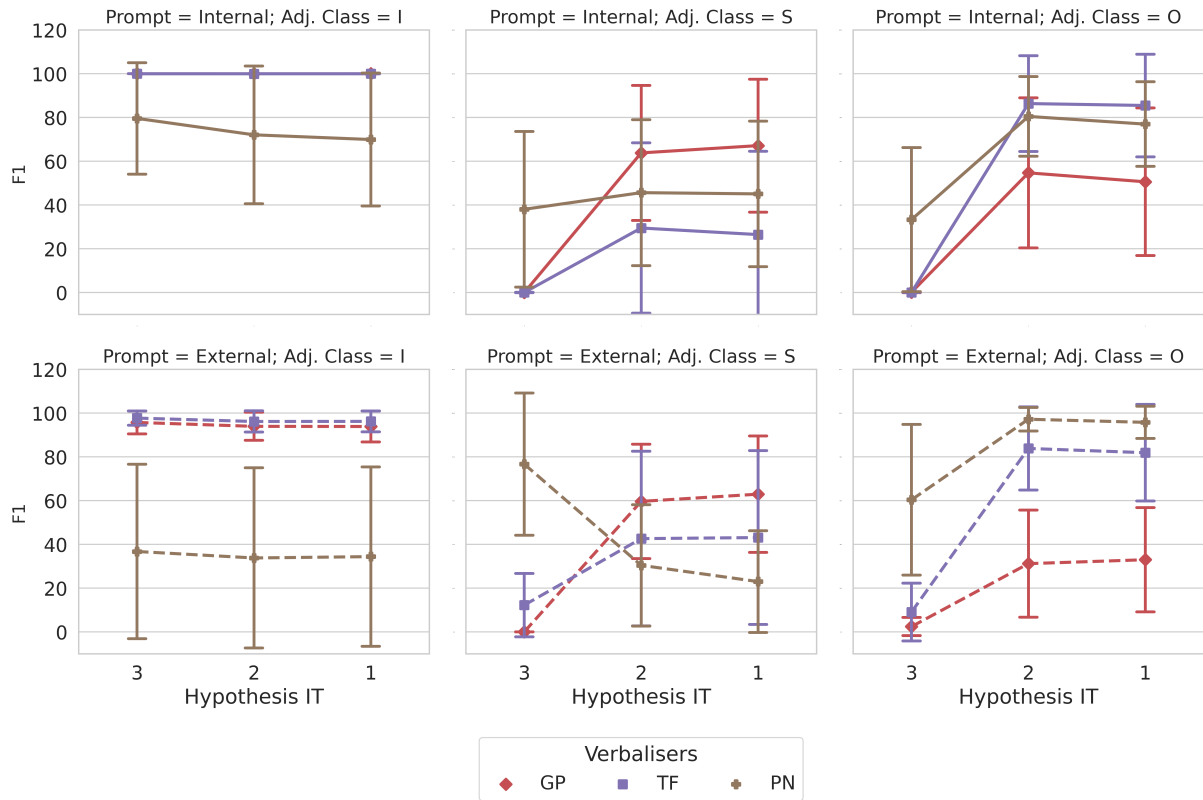 Prompt = Internal; Adj. Class = I
Prompt = Internal; Adj. Class = S
Prompt = Internal; Adj. Class = O
120
100
80
60
40
20
0
F1
Prompt = External; Adj. Class = I
Prompt = External; Adj. Class = S
Prompt = External; Adj. Class = O
120
100
80
60
40
20
0
F1
3 2 1
3 2 1
3 2 1
Hypothesis IT
Hypothesis IT
Hypothesis IT
Verbalisers
GP TF PN